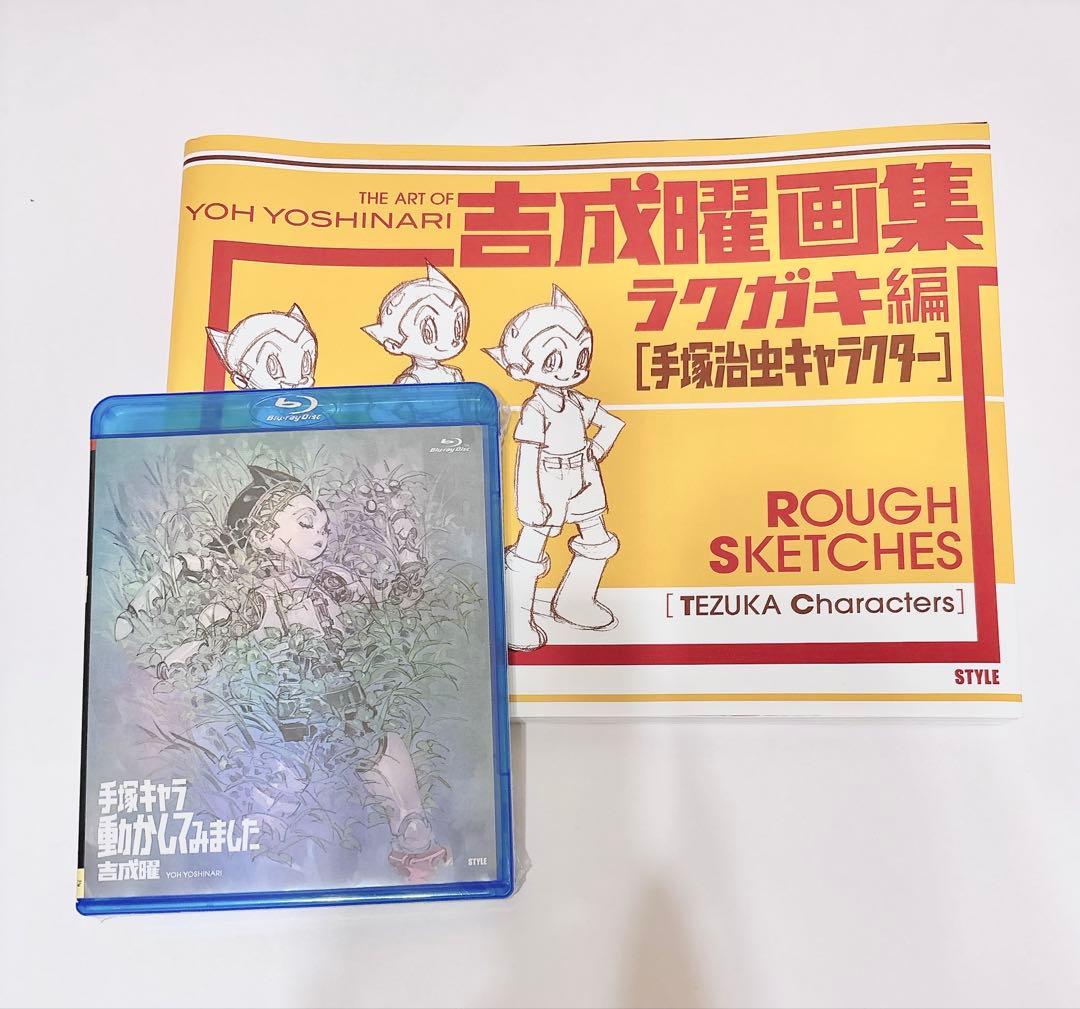 THE ART OF
YOH YOSHINARI
吉成曜画集
ラクガキ編
[手塚治虫キャラクター]
ROUGH
SKETCHES
[TEZUKA Characters]
STYLE
Blu-ray Disc
Blu-ray Disc
手塚キャラ
動かしてみました
吉成曜 YOH YOSHINARI
STYLE